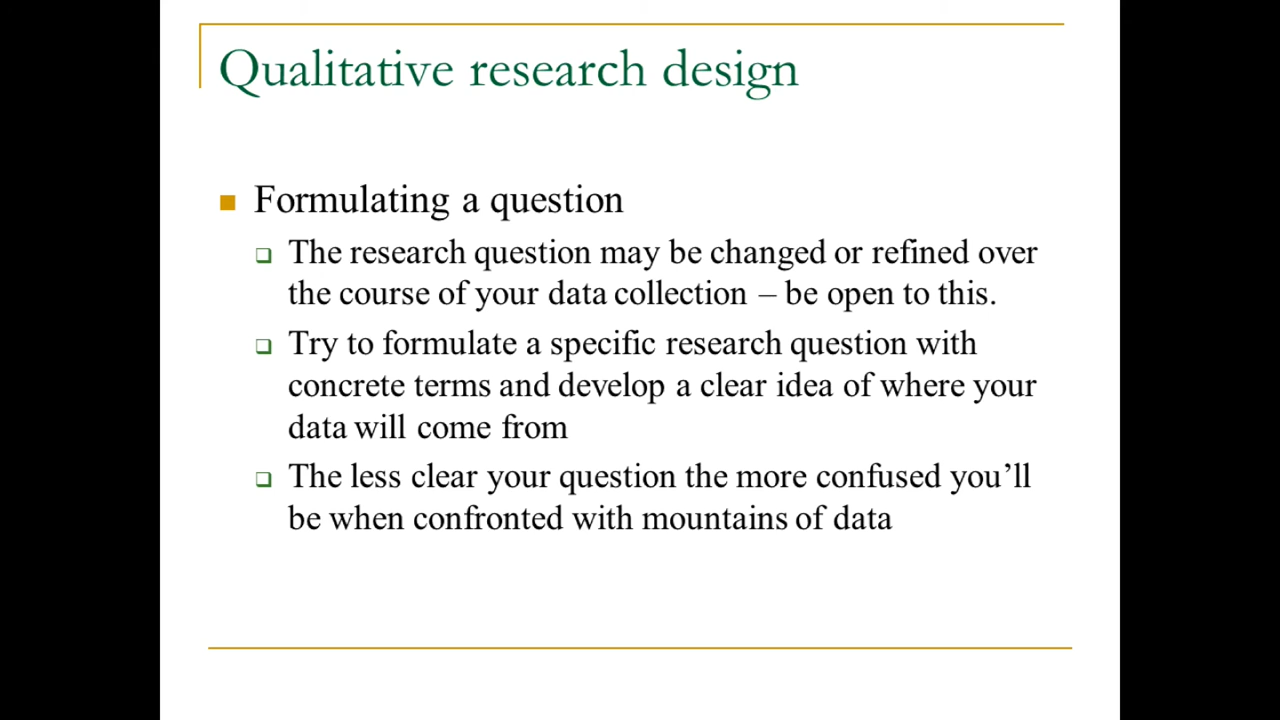 Qualitative research design
Formulating a question
The research question may be changed or refined over
the course of your data collection – be open to this.
Try to formulate a specific research question with
concrete terms and develop a clear idea of where your
data will come from
The less clear your question the more confused you’ll
be when confronted with mountains of data